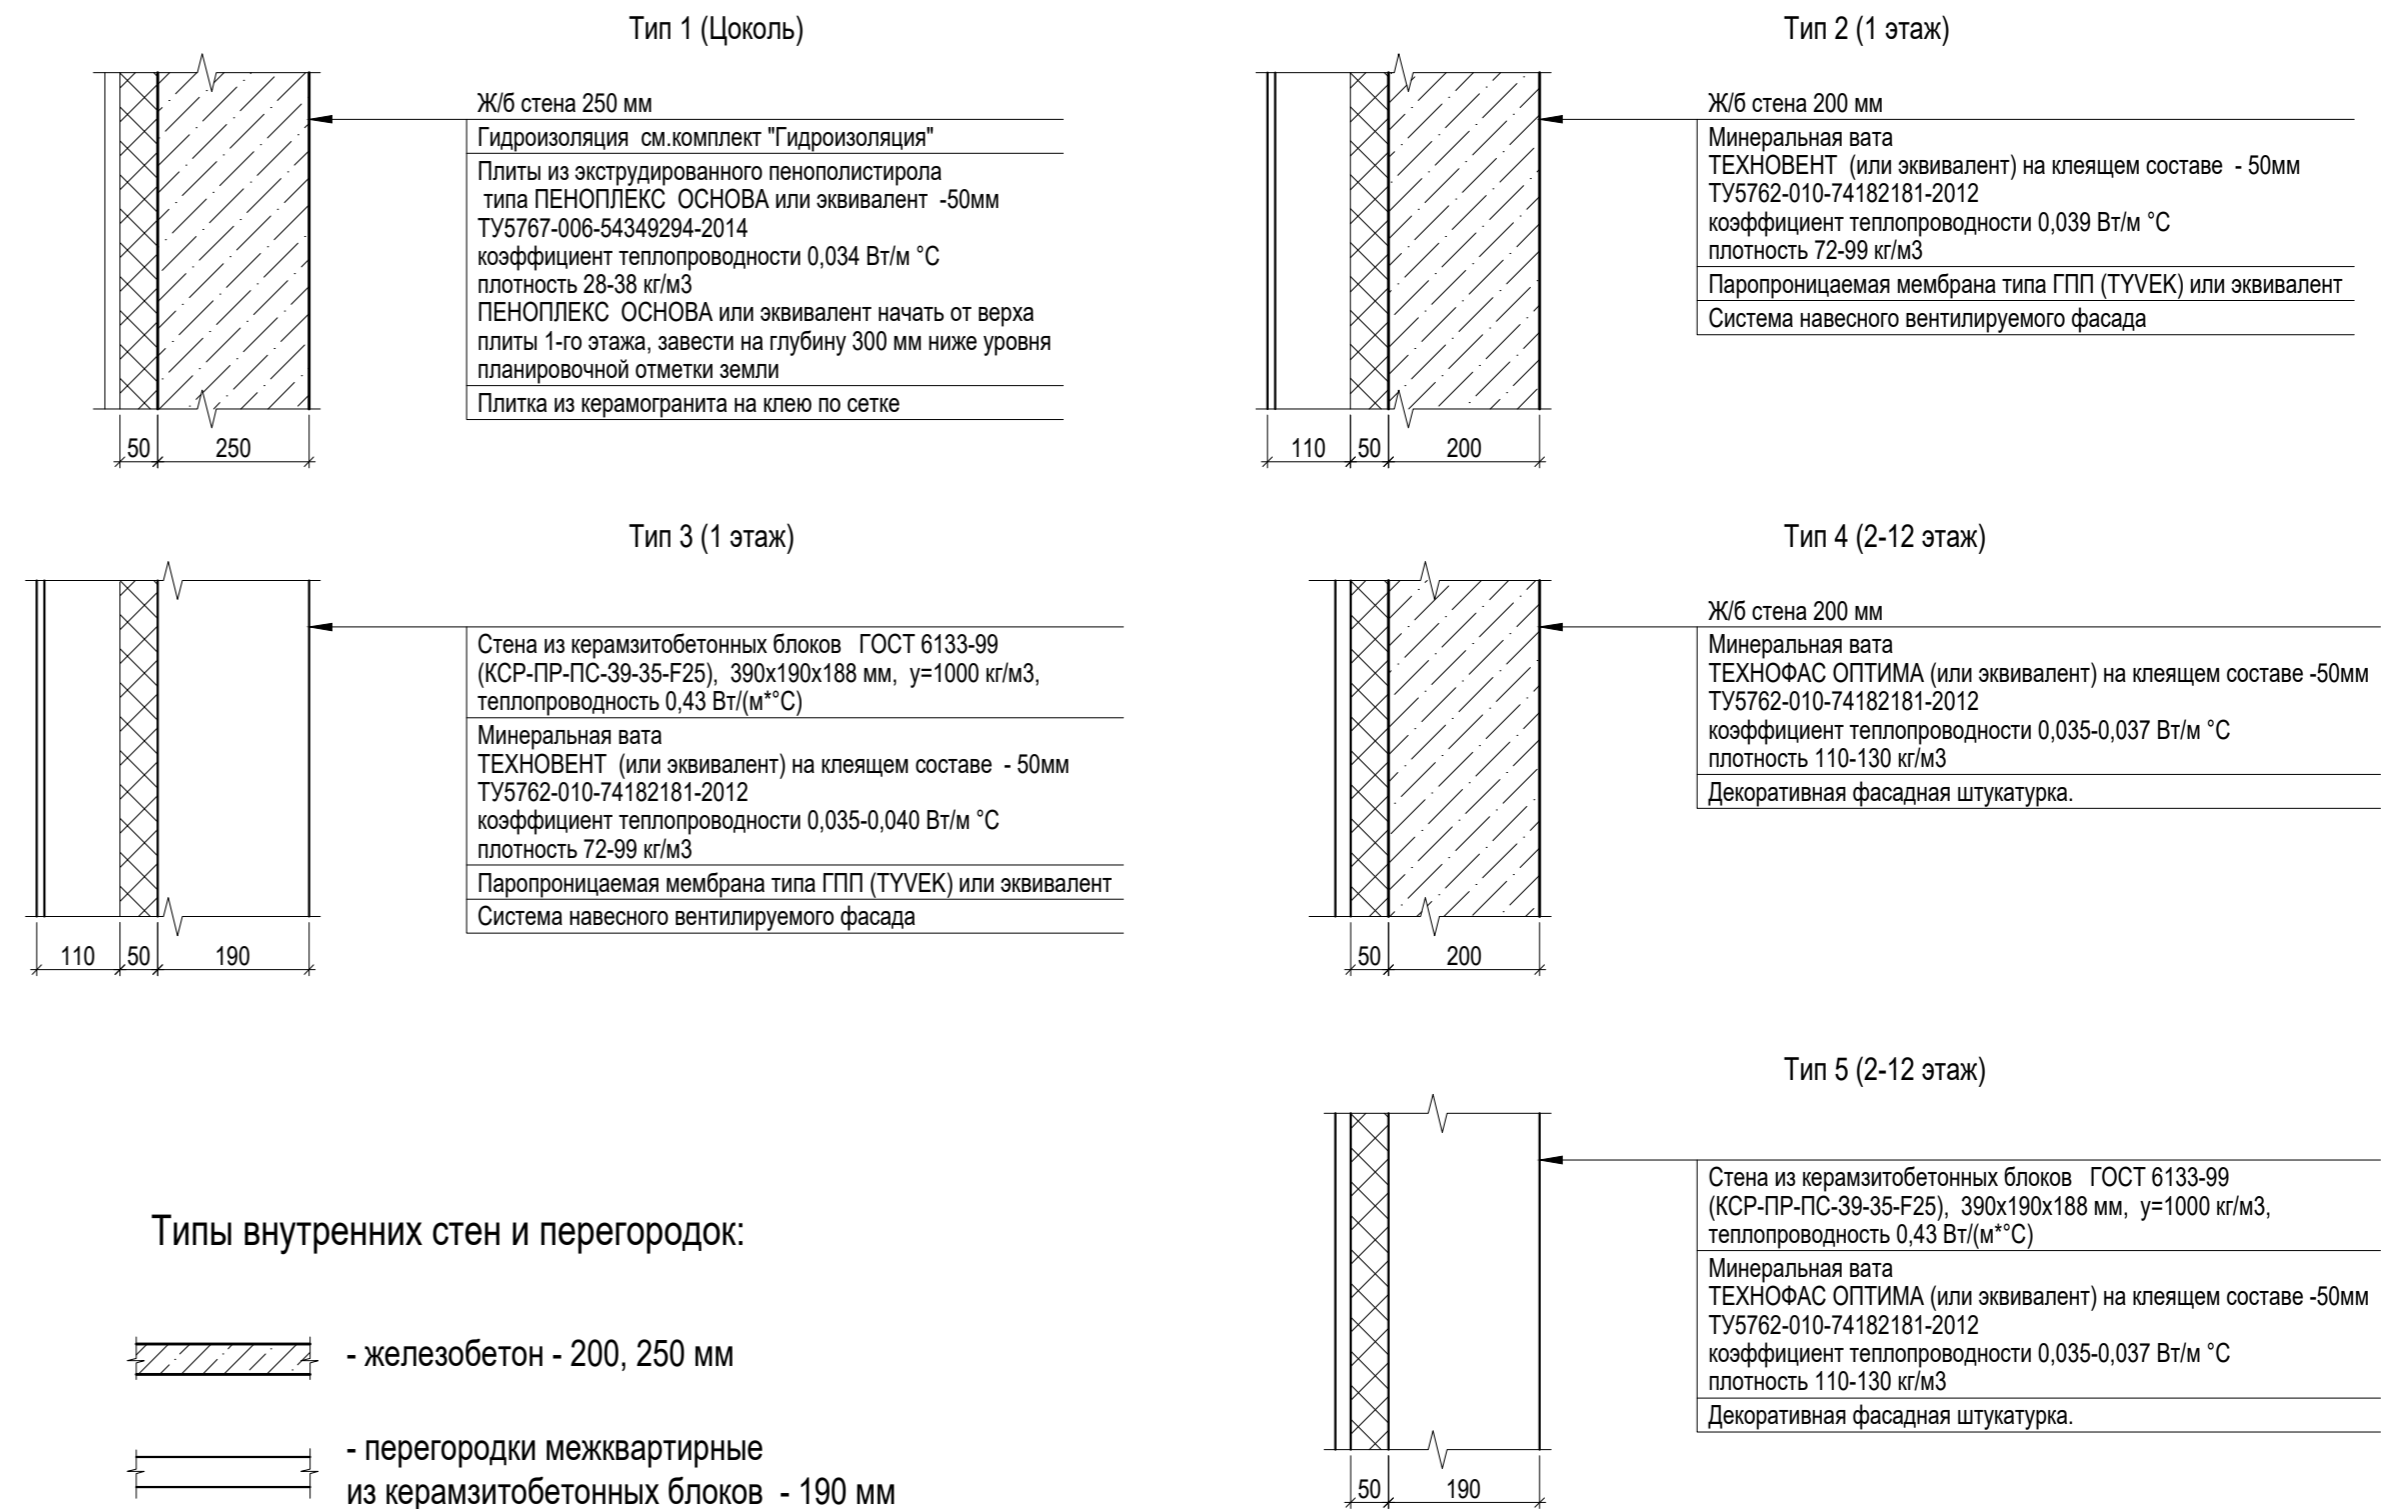 Тип 1 (Цоколь)
Ж/б стена 250 мм
Гидроизоляция см.комплект "Гидроизоляция"
Плиты из экструдированного пенополистирола
типа ПЕНОПЛЕКС ОСНОВА или эквивалент -50мм
ТУ5767-006-54349294-2014
коэффициент теплопроводности 0,034 Вт/м °С
плотность 28-38 кг/м3
ПЕНОПЛЕКС ОСНОВА или эквивалент начать от верха
плиты 1-го этажа, завести на глубину 300 мм ниже уровня
планировочной отметки земли
Плитка из керамогранита на клею по сетке
50 250
Тип 2 (1 этаж)
Ж/б стена 200 мм
Минеральная вата
ТЕХНОВЕНТ (или эквивалент) на клеящем составе - 50мм
ТУ5762-010-74182181-2012
коэффициент теплопроводности 0,039 Вт/м °С
плотность 72-99 кг/м3
Паропроницаемая мембрана типа ГПП (TYVEK) или эквивалент
Система навесного вентилируемого фасада
110 50 200
Тип 3 (1 этаж)
Стена из керамзитобетонных блоков ГОСТ 6133-99
(КСР-ПР-ПС-39-35-F25), 390х190х188 мм, у=1000 кг/м3,
теплопроводность 0,43 Вт/(м*°С)
Минеральная вата
ТЕХНОВЕНТ (или эквивалент) на клеящем составе - 50мм
ТУ5762-010-74182181-2012
коэффициент теплопроводности 0,035-0,040 Вт/м °С
плотность 72-99 кг/м3
Паропроницаемая мембрана типа ГПП (TYVEK) или эквивалент
Система навесного вентилируемого фасада
110 50 190
Тип 4 (2-12 этаж)
Ж/б стена 200 мм
Минеральная вата
ТЕХНОФАС ОПТИМА (или эквивалент) на клеящем составе -50мм
ТУ5762-010-74182181-2012
коэффициент теплопроводности 0,035-0,037 Вт/м °С
плотность 110-130 кг/м3
Декоративная фасадная штукатурка.
50 200
Тип 5 (2-12 этаж)
Стена из керамзитобетонных блоков ГОСТ 6133-99
(КСР-ПР-ПС-39-35-F25), 390х190х188 мм, у=1000 кг/м3,
теплопроводность 0,43 Вт/(м*°С)
Минеральная вата
ТЕХНОФАС ОПТИМА (или эквивалент) на клеящем составе -50мм
ТУ5762-010-74182181-2012
коэффициент теплопроводности 0,035-0,037 Вт/м °С
плотность 110-130 кг/м3
Декоративная фасадная штукатурка.
50 190
Типы внутренних стен и перегородок:
- железобетон - 200, 250 мм
- перегородки межквартирные
из керамзитобетонных блоков - 190 мм